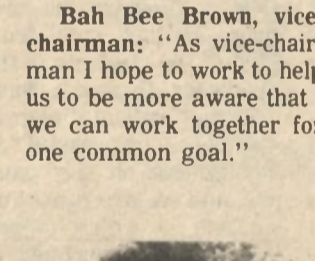 Bah Bee Brown, vice
chairman: “As vice-chair
man I hope to work to help
us to be more aware that
we can work together for
one common goal.”